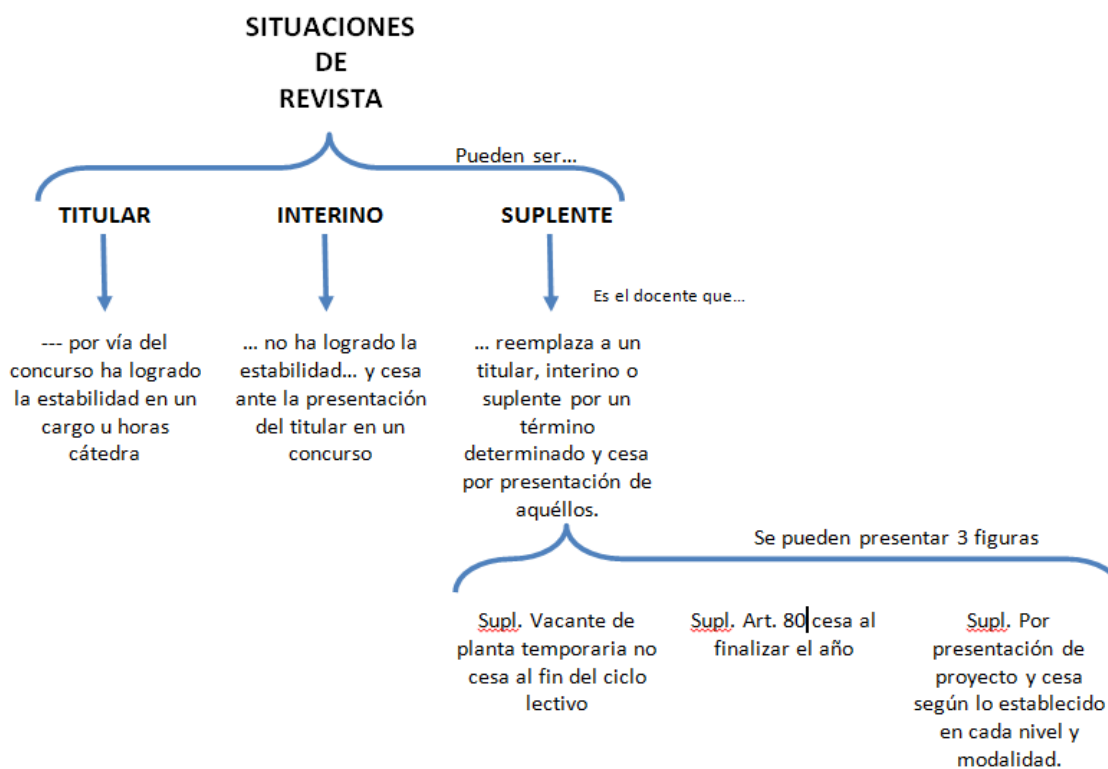 SITUACIONES
DE
REVISTA
Pueden ser...
TITULAR
INTERINO
SUPLENTE
Es el docente que...
--- por vía del
concurso ha logrado
la estabilidad en un
cargo u horas
cátedra
... no ha logrado la
estabilidad... y cesa
ante la presentación
del titular en un
concurso
... reemplaza a un
titular, interino o
suplente por un
término
determinado y cesa
por presentación de
aquéllos.
Se pueden presentar 3 figuras
Supl. Vacante de
planta temporaria no
cesa al fin del ciclo
lectivo
Supl. Art. 80 cesa al
finalizar el año
Supl. Por
presentación de
proyecto y cesa
según lo establecido
en cada nivel y
modalidad.